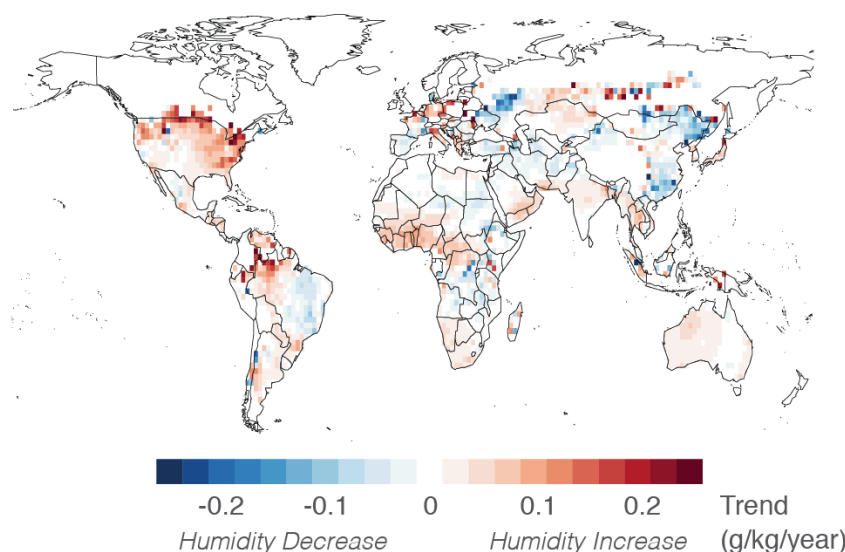 -0.2 -0.1 0 0.1 0.2 Trend
Humidity Decrease Humidity Increase (g/kg/year)